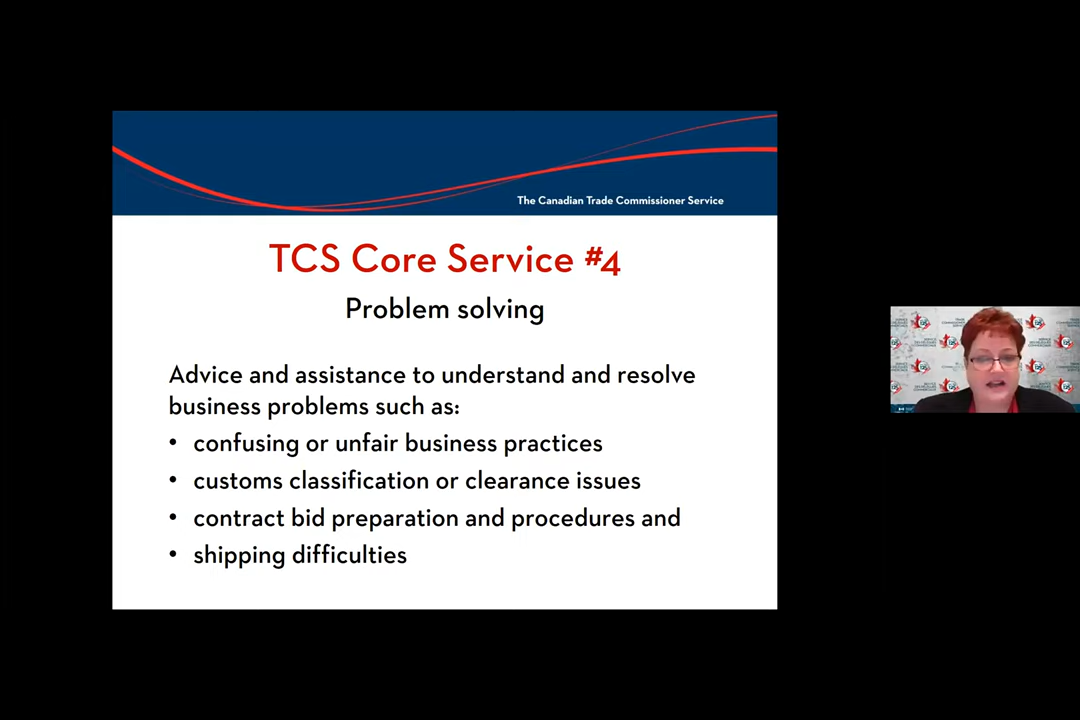 The Canadian Trade Commissioner Service
TCS Core Service #4
Problem solving
Advice and assistance to understand and resolve
business problems such as:
• confusing or unfair business practices
• customs classification or clearance issues
• contract bid preparation and procedures and
• shipping difficulties